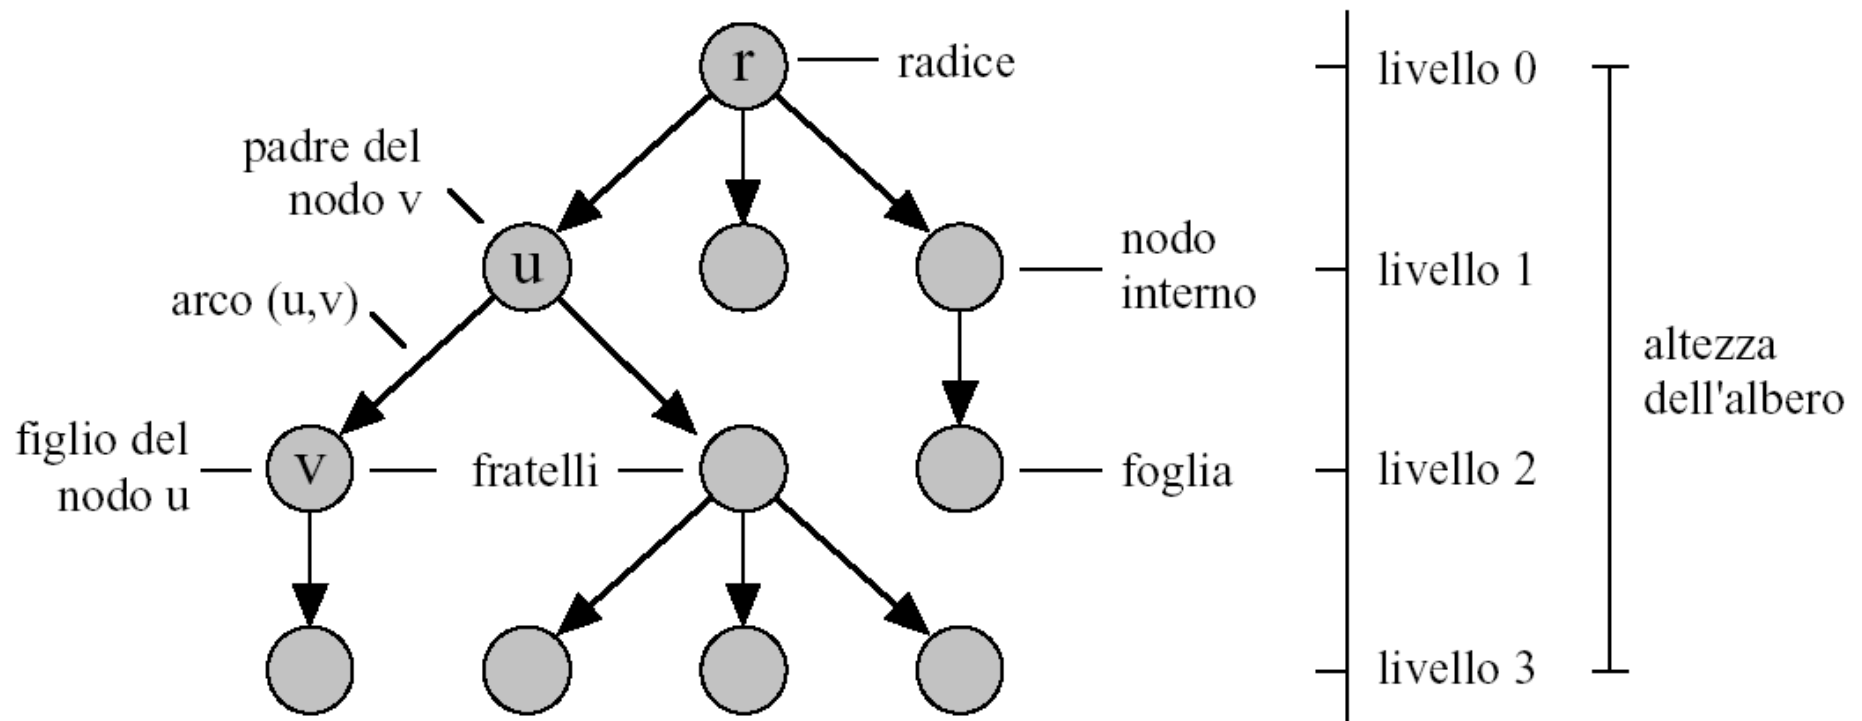 r
radice
livello 0
padre del
nodo v
u
nodo
interno
livello 1
arco (u,v)
altezza
dell'albero
figlio del
nodo u
v
fratelli
foglia
livello 2
livello 3